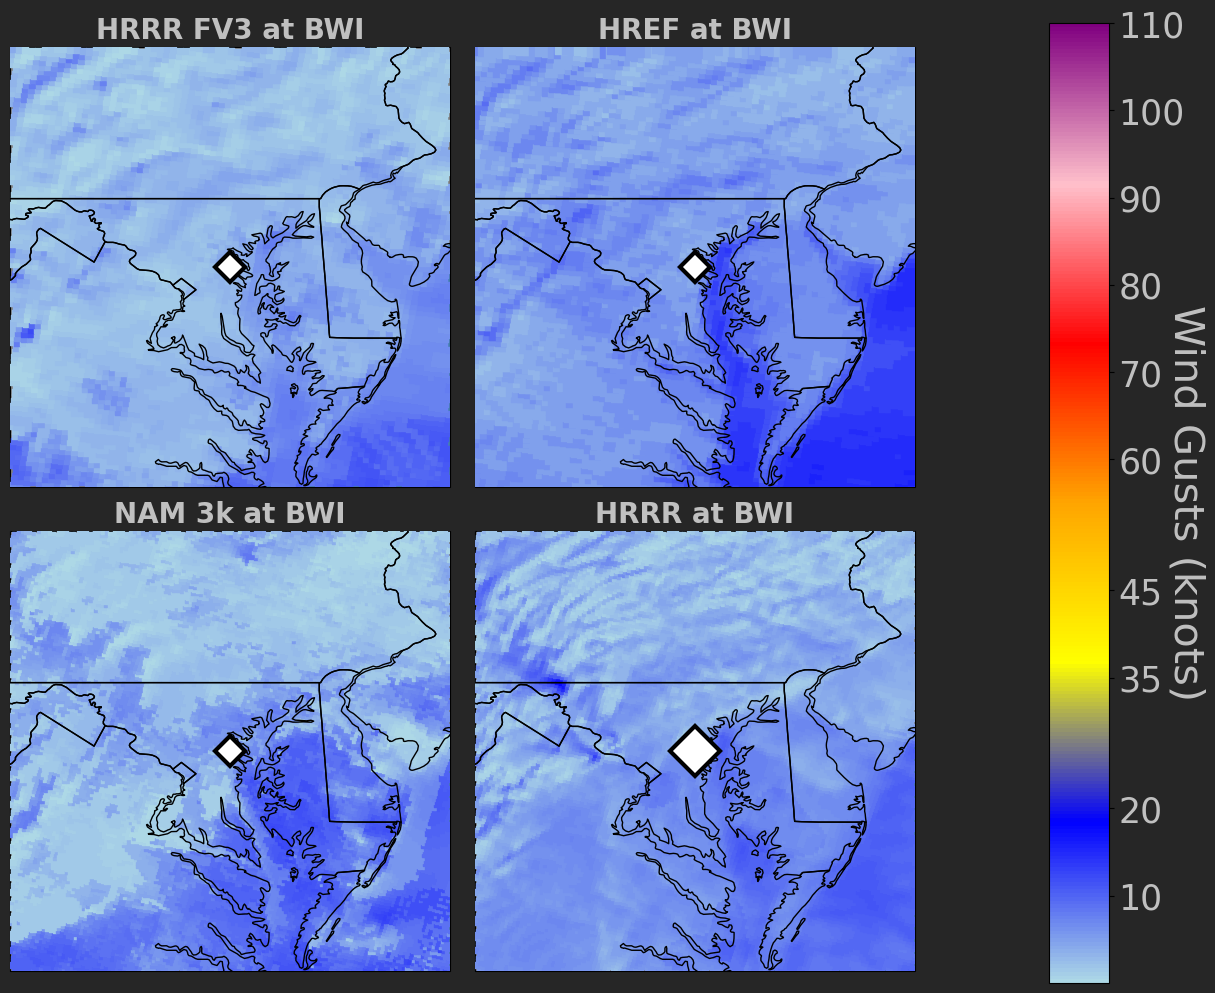 HRRR FV3 at BWI
HREF at BWI
NAM 3k at BWI
HRRR at BWI
110
100
90
80
70
60
45
35
20
10
Wind Gusts (knots)